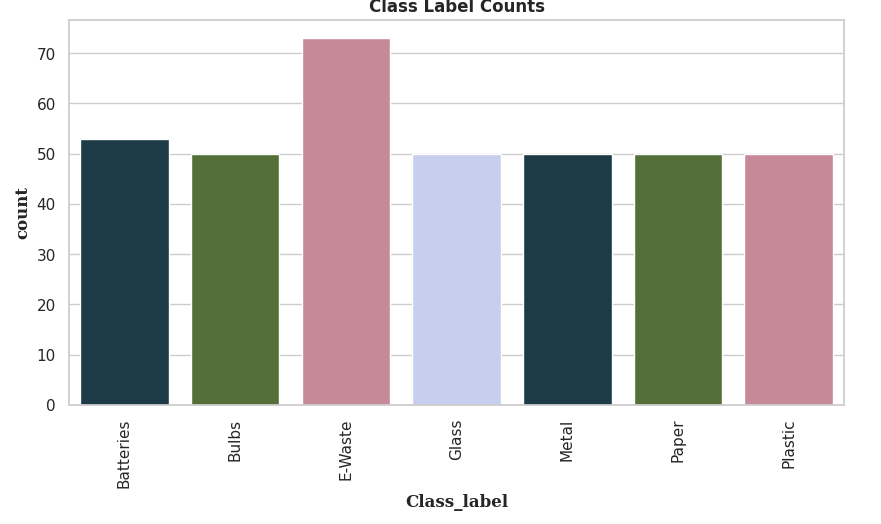 Class Label Counts
count
70
60
50
40
30
20
10
0
Batteries
Bulbs
E-Waste
Glass
Metal
Paper
Plastic
Class_label